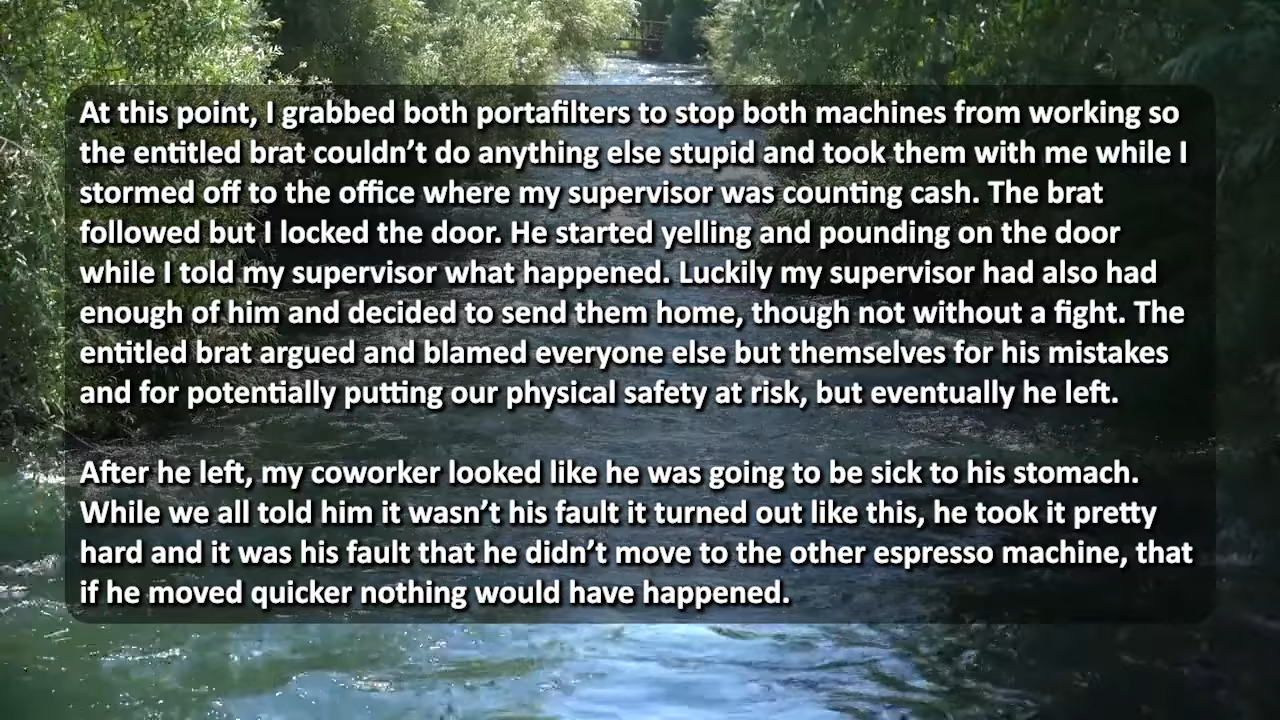 At this point, I grabbed both portafilters to stop both machines from working so
the entitled brat couldn’t do anything else stupid and took them with me while I
stormed off to the office where my supervisor was counting cash. The brat
followed but I locked the door. He started yelling and pounding on the door
while I told my supervisor what happened. Luckily my supervisor had also had
enough of him and decided to send them home, though not without a fight. The
entitled brat argued and blamed everyone else but themselves for his mistakes
and for potentially putting our physical safety at risk, but eventually he left.
After he left, my coworker looked like he was going to be sick to his stomach.
While we all told him it wasn’t his fault it turned out like this, he took it pretty
hard and it was his fault that he didn’t move to the other espresso machine, that
if he moved quicker nothing would have happened.